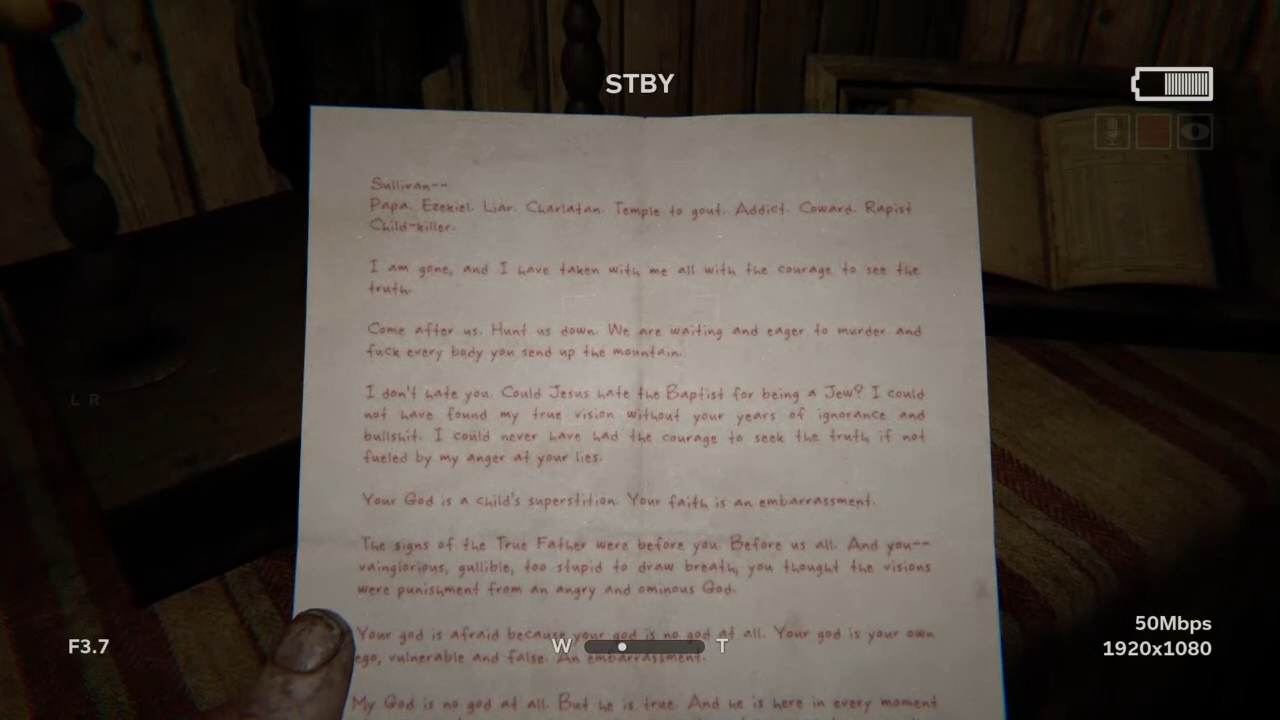 STBY
Sullivan--
Papa. Ezekiel. Liar. Charlatan. Temple to gout. Addict. Coward. Rapist
Child-killer.
I am gone, and I have taken with me all with the courage to see the
truth.
Come after us. Hunt us down. We are waiting and eager to murder and
fuck every body you send up the mountain.
I don't hate you. Could Jesus hate the Baptist for being a Jew? I could
not have found my true vision without your years of ignorance and
bullshit. I could never have had the courage to seek the truth if not
fueled by my anger at your lies.
Your God is a child's superstition. Your faith is an embarrassment.
The signs of the True Father were before you. Before us all. And you--
vainglorious, gullible, too stupid to draw breath, you thought the visions
were punishment from an angry and ominous God.
Your god is afraid because your god is no god at all. Your god is your own
ego, vulnerable and false. An embarrassment.
My God is no god at all. But he is true. And he is here in every moment
L R
F3.7
W T
50Mbps
1920x1080